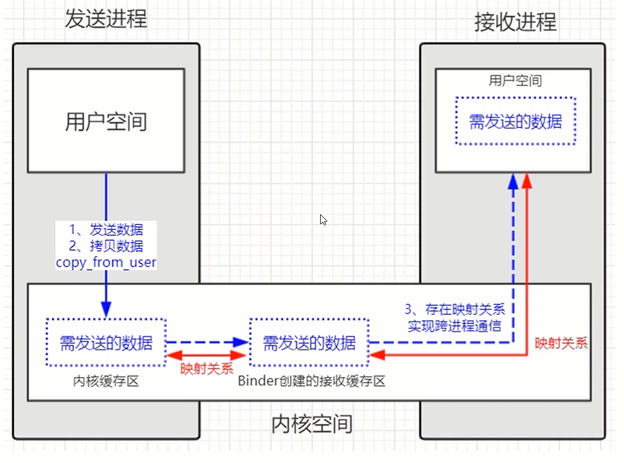 发送进程
接收进程
用户空间
用户空间
需发送的数据
1、发送数据
2、拷贝数据
copy_from_user
3、存在映射关系
实现跨进程通信
需发送的数据
需发送的数据
映射关系
映射关系
内核缓存区
Binder创建的接收缓存区
内核空间